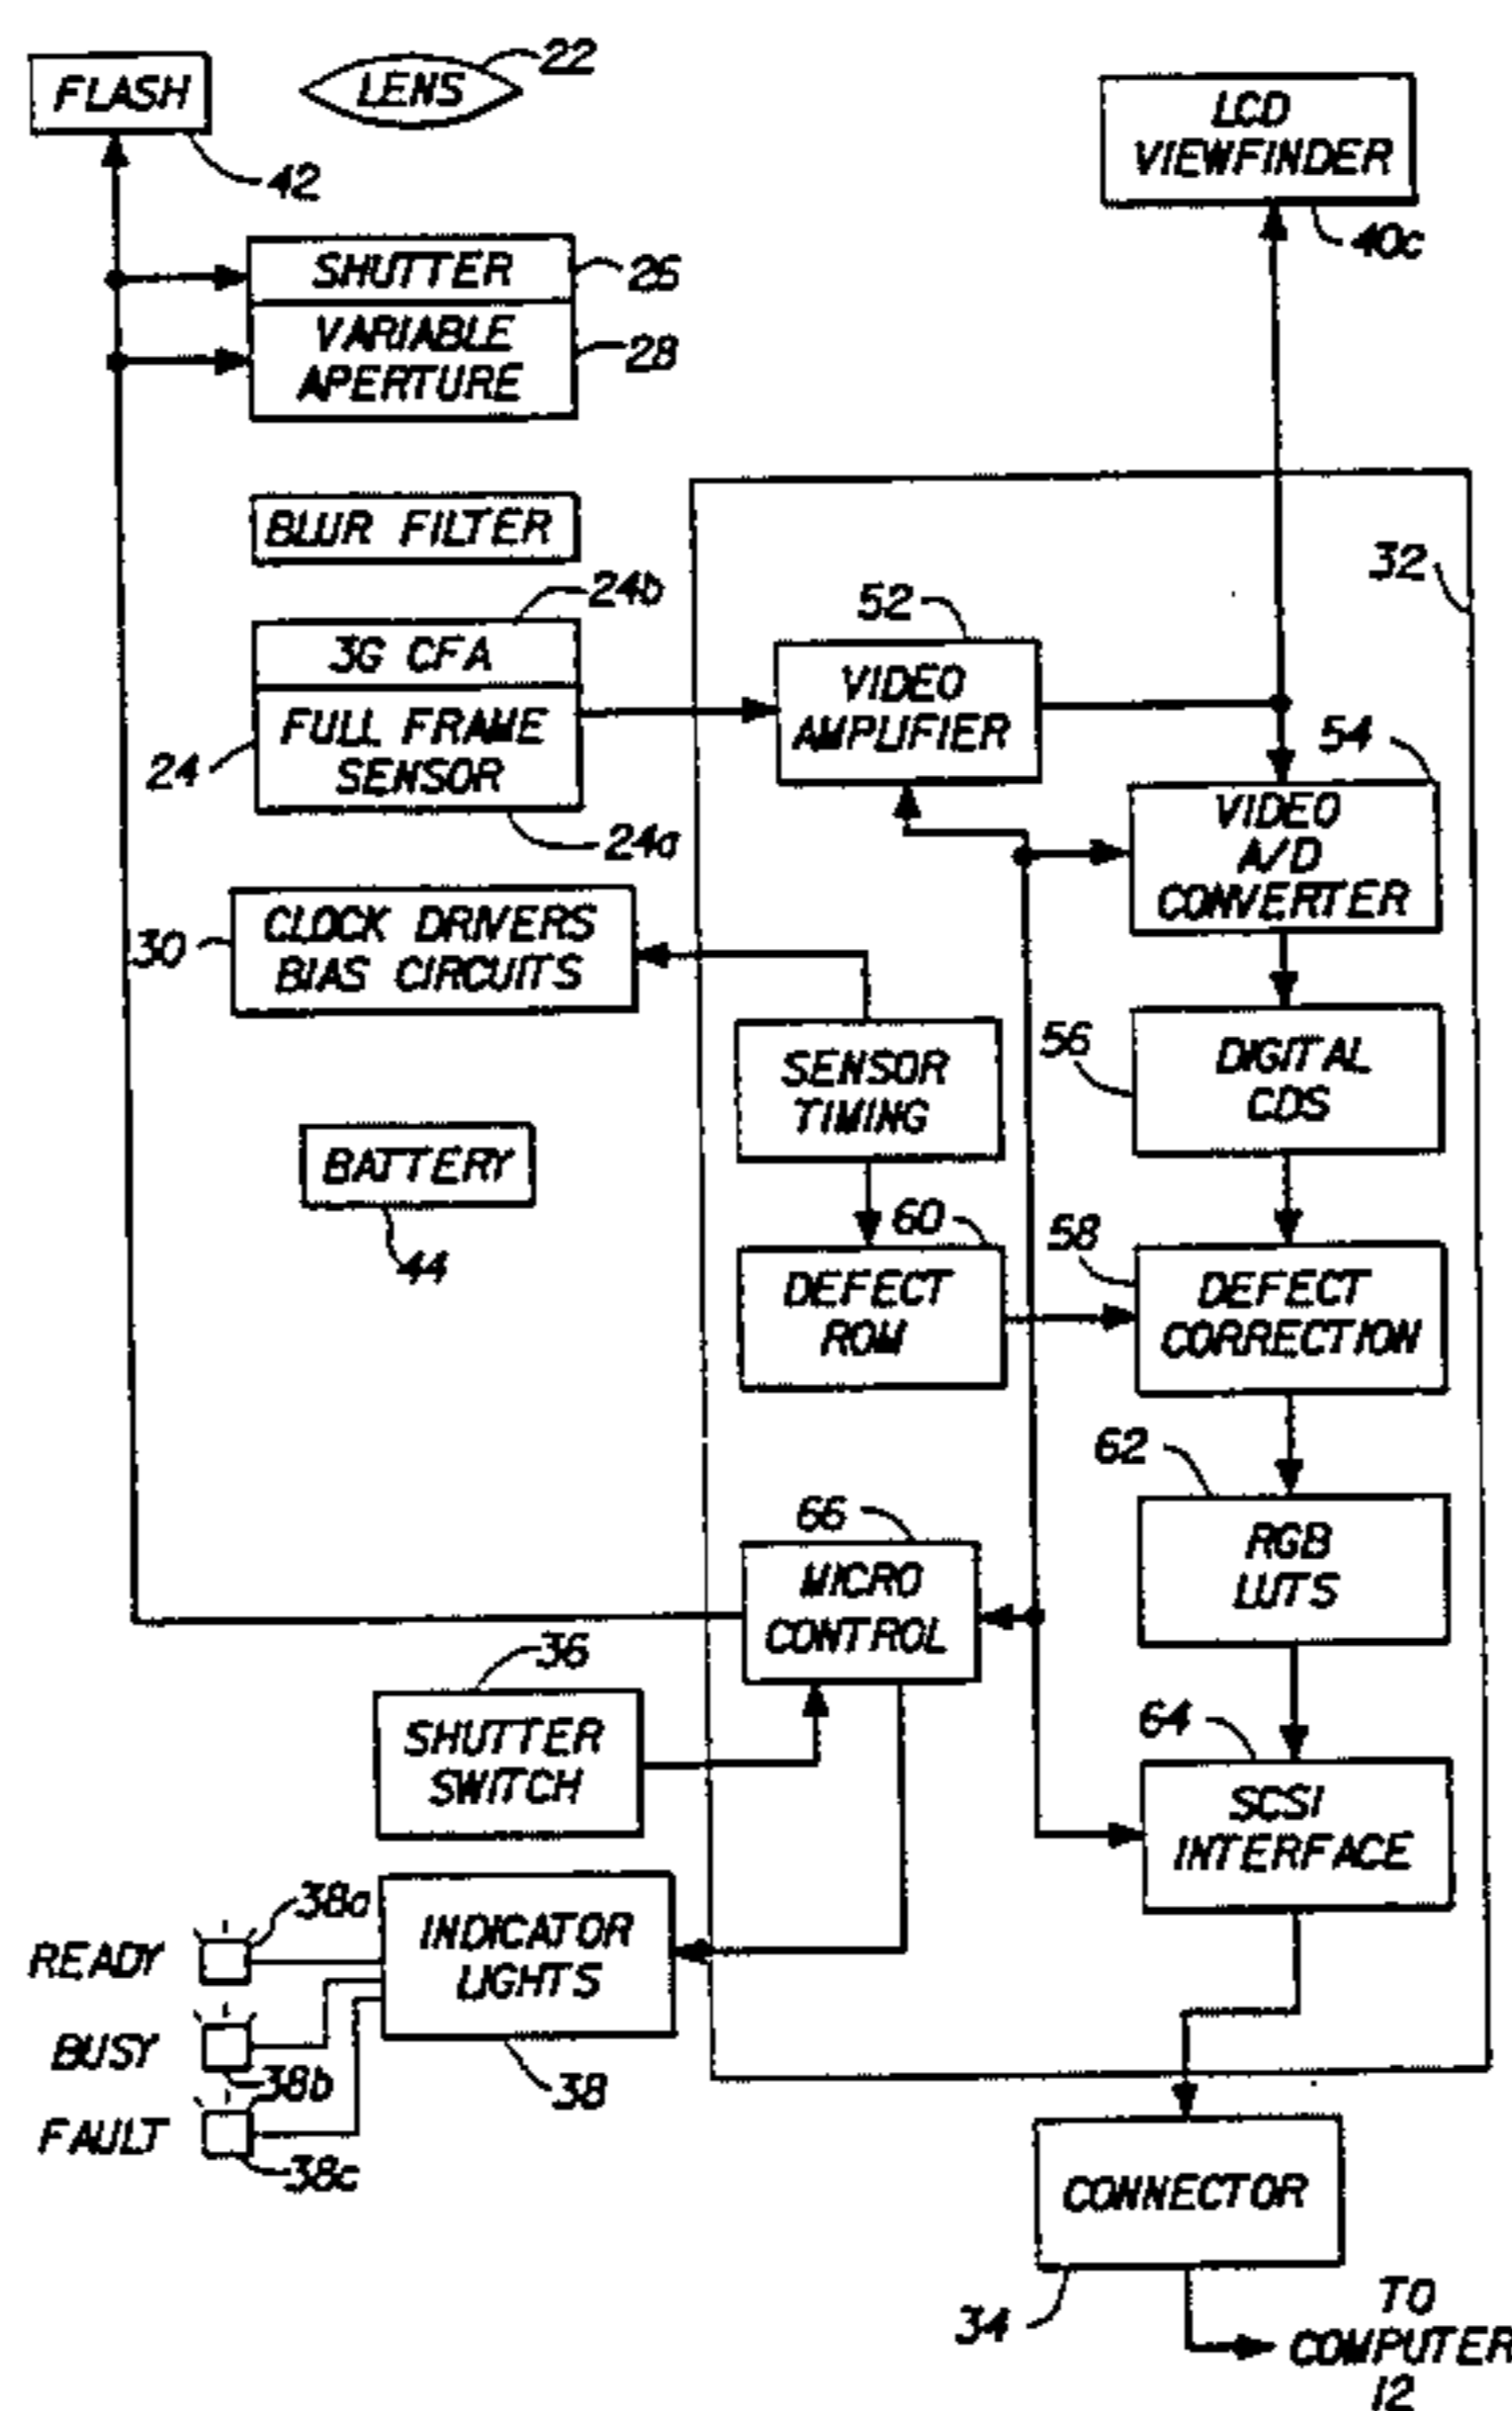 FLASH
LENS
22
42
LCD
VIEWFINDER
40c
SHUTTER
26
VARIABLE
APERTURE
28
BLUR FILTER
32
24b
3G CFA
FULL FRAME
SENSOR
24
24a
52
VIDEO
AMPLIFIER
54
VIDEO
A/D
CONVERTER
30
CLOCK DRIVERS
BIAS CIRCUITS
SENSOR
TIMING
56
DIGITAL
CDS
BATTERY
44
60
DEFECT
ROM
58
DEFECT
CORRECTION
62
RGB
LUTS
66
MICRO
CONTROL
36
SHUTTER
SWITCH
64
SCSI
INTERFACE
READY
38a
INDICATOR
LIGHTS
BUSY
38b
38
FAULT
38c
CONNECTOR
34
TO
COMPUTER
12